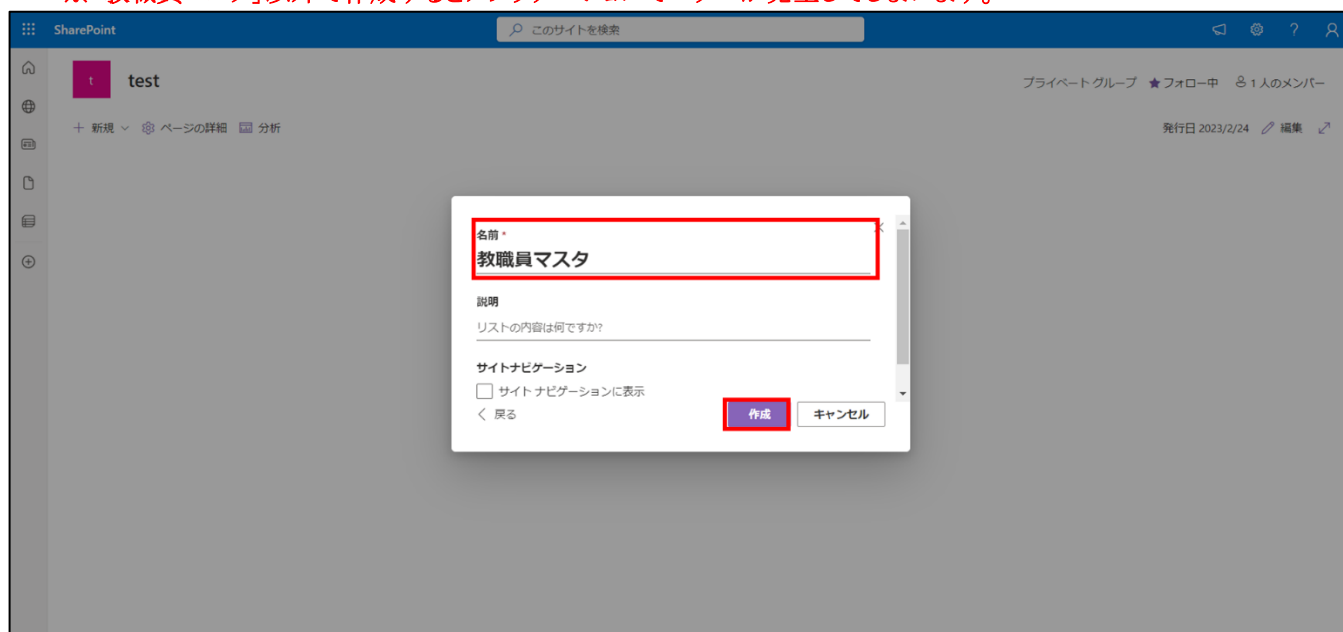 SharePoint
このサイトを検索
t
test
プライベート グループ ★フォロー中 1 人のメンバー
+ 新規 ページの詳細 分析
発行日 2023/2/24 編集
名前 *
教職員マスタ
説明
リストの内容は何ですか?
サイトナビゲーション
サイト ナビゲーションに表示
戻る
作成
キャンセル